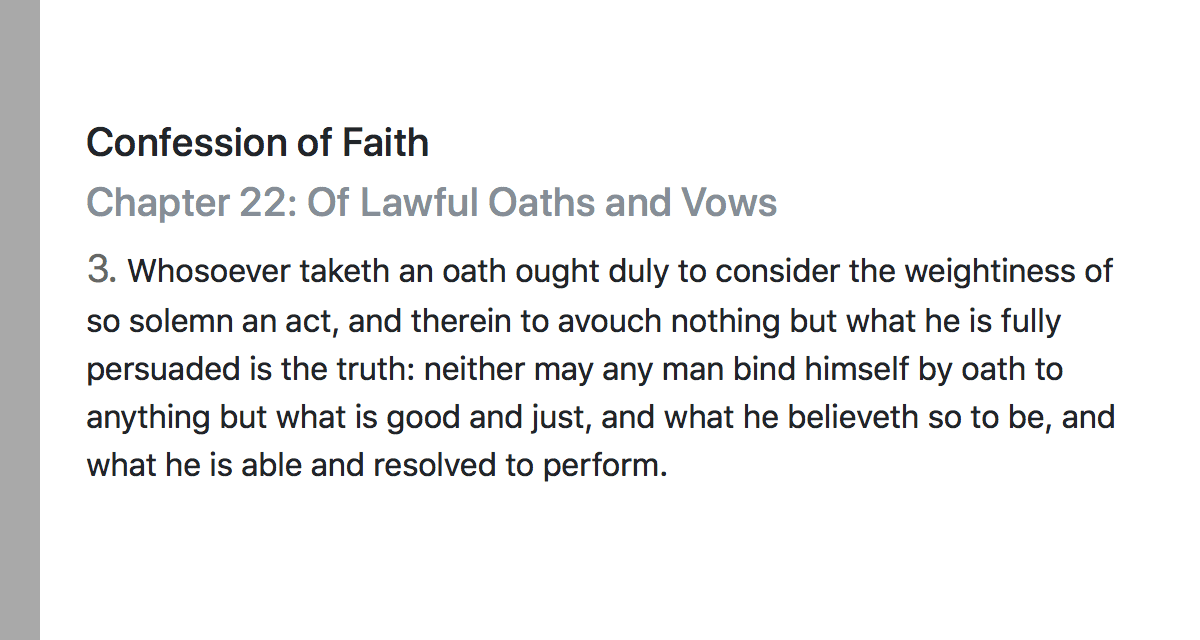 Confession of Faith
Chapter 22: Of Lawful Oaths and Vows
3. Whosoever taketh an oath ought duly to consider the weightiness of
so solemn an act, and therein to avouch nothing but what he is fully
persuaded is the truth: neither may any man bind himself by oath to
anything but what is good and just, and what he believeth so to be, and
what he is able and resolved to perform.